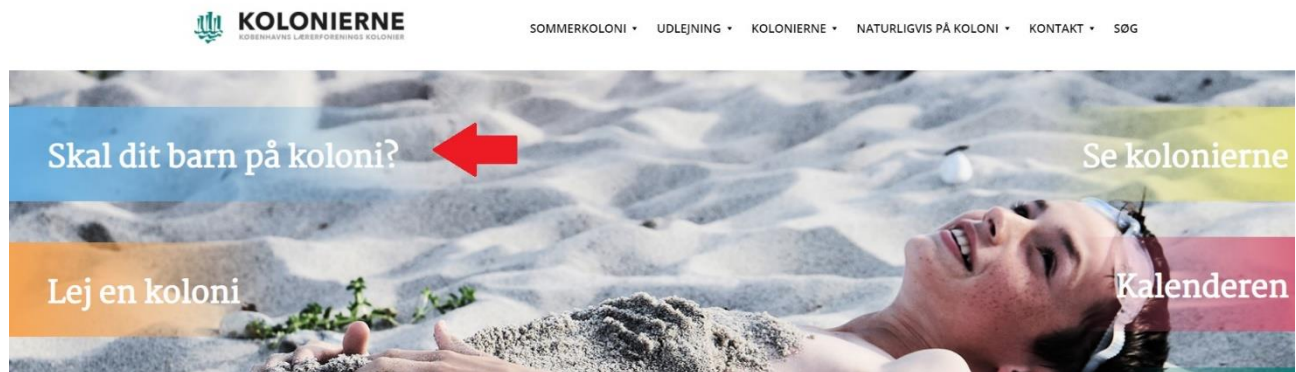 KOLONIERNE
KØBENHAVNS LÆRERFORENINGS KOLONIER
SOMMERKOLONI UDLEJNING KOLONIERNE NATURLIGVIS PÅ KOLONI KONTAKT SØG
Skal dit barn på koloni?
Se kolonierne
Lej en koloni
Kalenderen